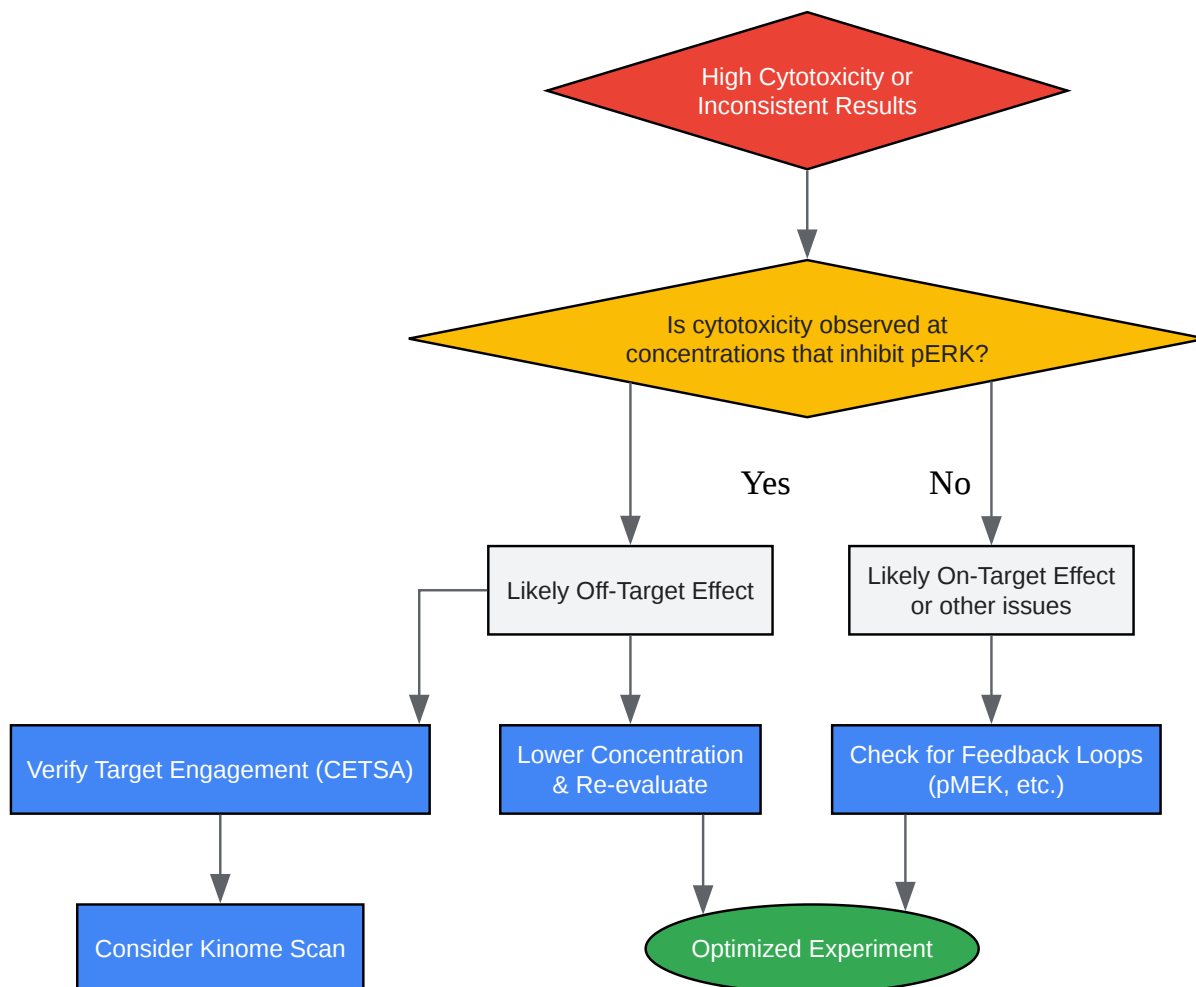 High Cytotoxicity or
Inconsistent Results
Is cytotoxicity observed at
concentrations that inhibit pERK?
Yes
No
Likely Off-Target Effect
Likely On-Target Effect
or other issues
Verify Target Engagement (CETSA)
Lower Concentration
& Re-evaluate
Check for Feedback Loops
(pMEK, etc.)
Consider Kinome Scan
Optimized Experiment